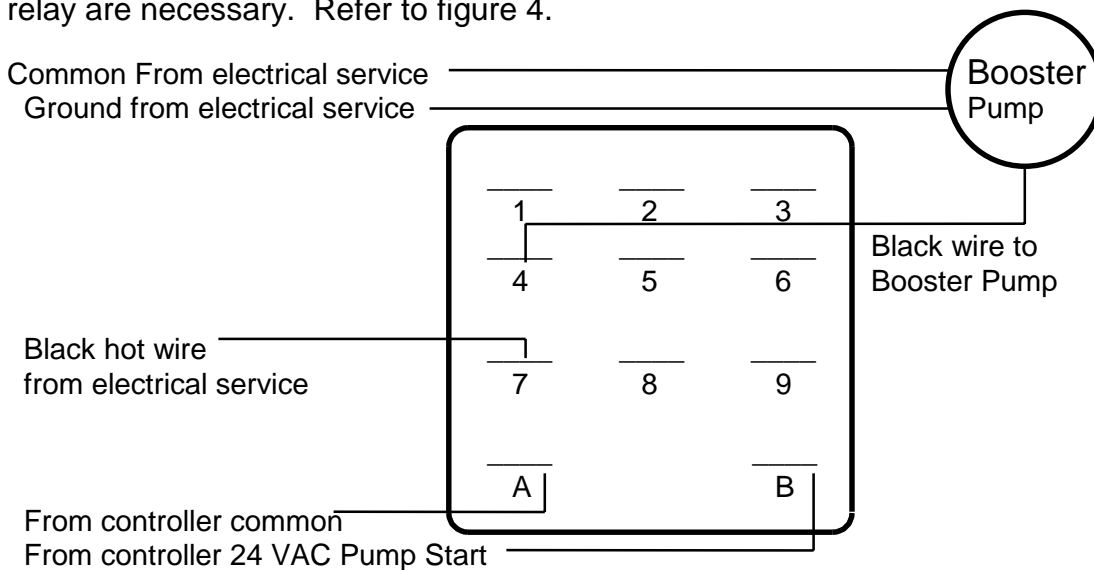 relay are necessary.  Refer to figure 4.
Common From electrical service
Ground from electrical service
Booster
Pump
1 2 3
Black wire to
Booster Pump
4 5 6
Black hot wire
from electrical service
7 8 9
A B
From controller common
From controller 24 VAC Pump Start